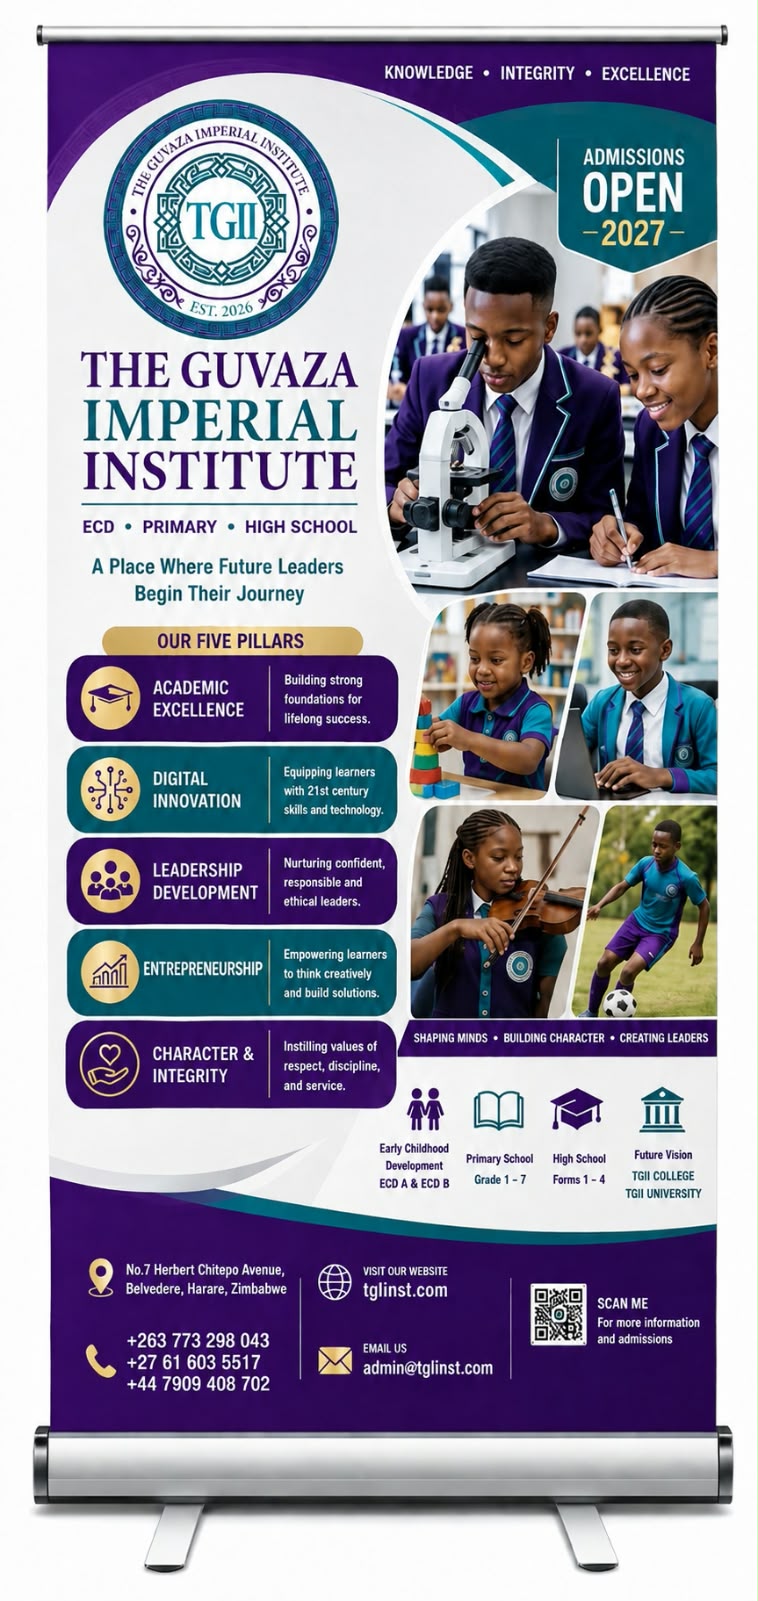 KNOWLEDGE • INTEGRITY • EXCELLENCE
THE GUVAZA IMPERIAL INSTITUTE
TGII
EST. 2026
ADMISSIONS
OPEN
2027
THE GUVAZA
IMPERIAL
INSTITUTE
ECD • PRIMARY • HIGH SCHOOL
A Place Where Future Leaders
Begin Their Journey
OUR FIVE PILLARS
ACADEMIC
EXCELLENCE
Building strong
foundations for
lifelong success.
DIGITAL
INNOVATION
Equipping learners
with 21st century
skills and technology.
LEADERSHIP
DEVELOPMENT
Nurturing confident,
responsible and
ethical leaders.
ENTREPRENEURSHIP
Empowering learners
to think creatively
and build solutions.
CHARACTER &
INTEGRITY
Instilling values of
respect, discipline,
and service.
SHAPING MINDS • BUILDING CHARACTER • CREATING LEADERS
Early Childhood
Development
ECD A & ECD B
Primary School
Grade 1 – 7
High School
Forms 1 – 4
Future Vision
TGII COLLEGE
TGII UNIVERSITY
No.7 Herbert Chitepo Avenue,
Belvedere, Harare, Zimbabwe
+263 773 298 043
+27 61 603 5517
+44 7909 408 702
VISIT OUR WEBSITE
tglinst.com
EMAIL US
admin@tglinst.com
SCAN ME
For more information
and admissions